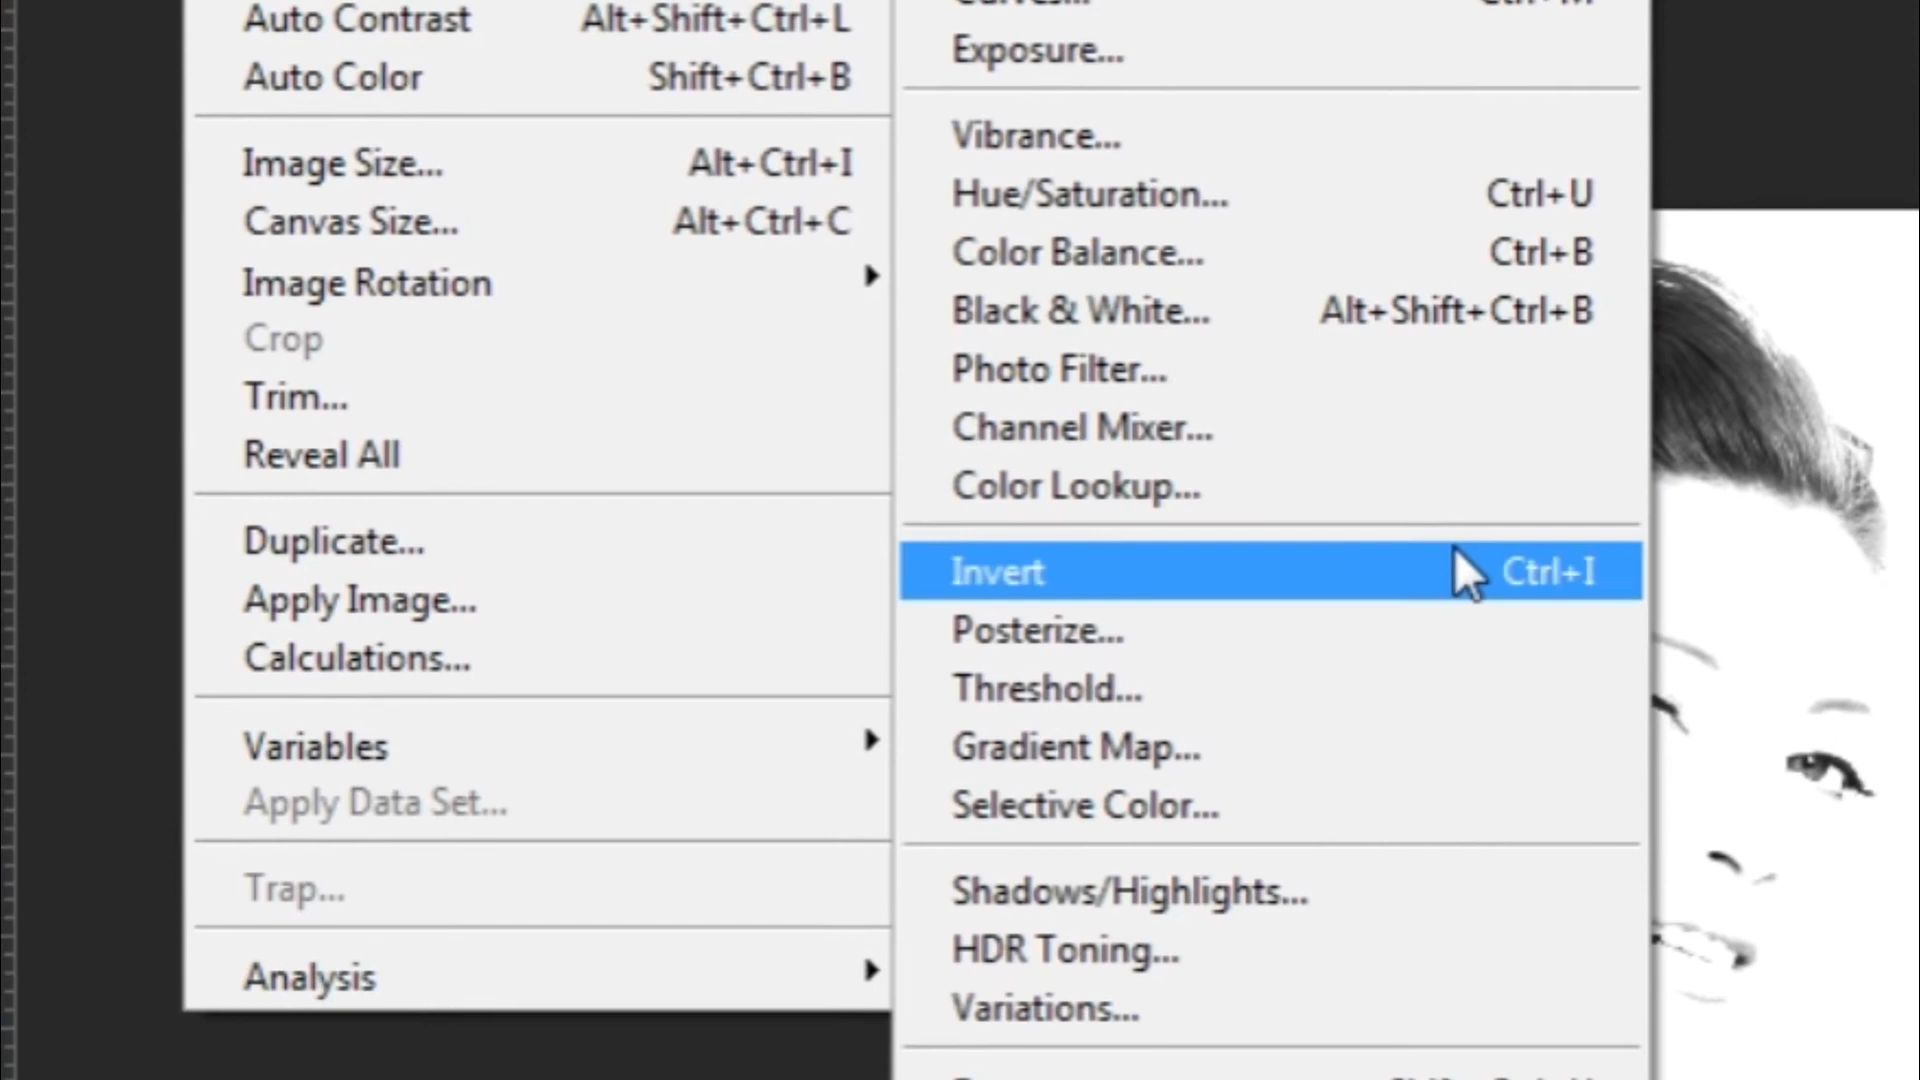 Auto Contrast Alt+Shift+Ctrl+L
Auto Color Shift+Ctrl+B
Image Size... Alt+Ctrl+I
Canvas Size... Alt+Ctrl+C
Image Rotation
Crop
Trim...
Reveal All
Duplicate...
Apply Image...
Calculations...
Variables
Apply Data Set...
Trap...
Analysis
Exposure...
Vibrance...
Hue/Saturation... Ctrl+U
Color Balance... Ctrl+B
Black & White... Alt+Shift+Ctrl+B
Photo Filter...
Channel Mixer...
Color Lookup...
Invert Ctrl+I
Posterize...
Threshold...
Gradient Map...
Selective Color...
Shadows/Highlights...
HDR Toning...
Variations...